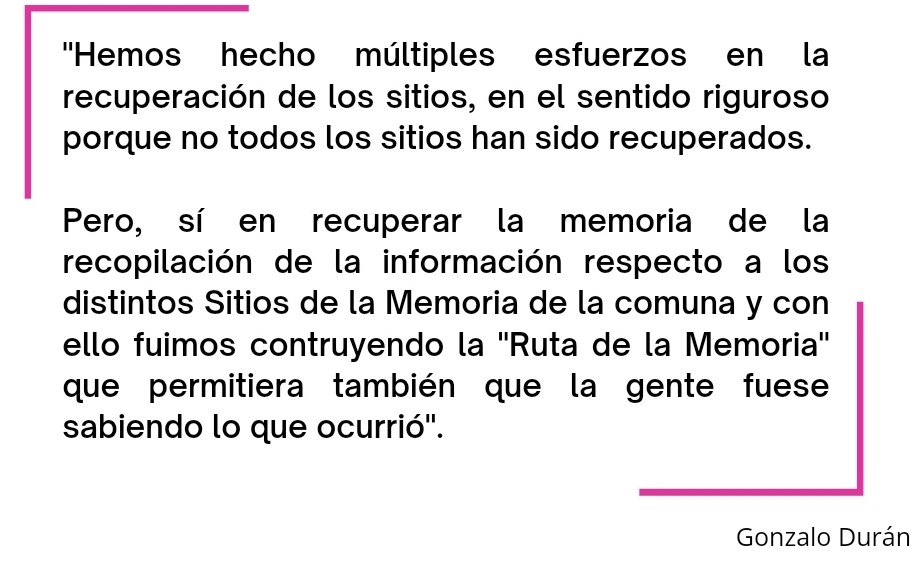 "Hemos hecho múltiples esfuerzos en la
recuperación de los sitios, en el sentido riguroso
porque no todos los sitios han sido recuperados.
Pero, sí en recuperar la memoria de la
recopilación de la información respecto a los
distintos Sitios de la Memoria de la comuna y con
ello fuimos contruyendo la "Ruta de la Memoria"
que permitiera también que la gente fuese
sabiendo lo que ocurrió".
Gonzalo Durán